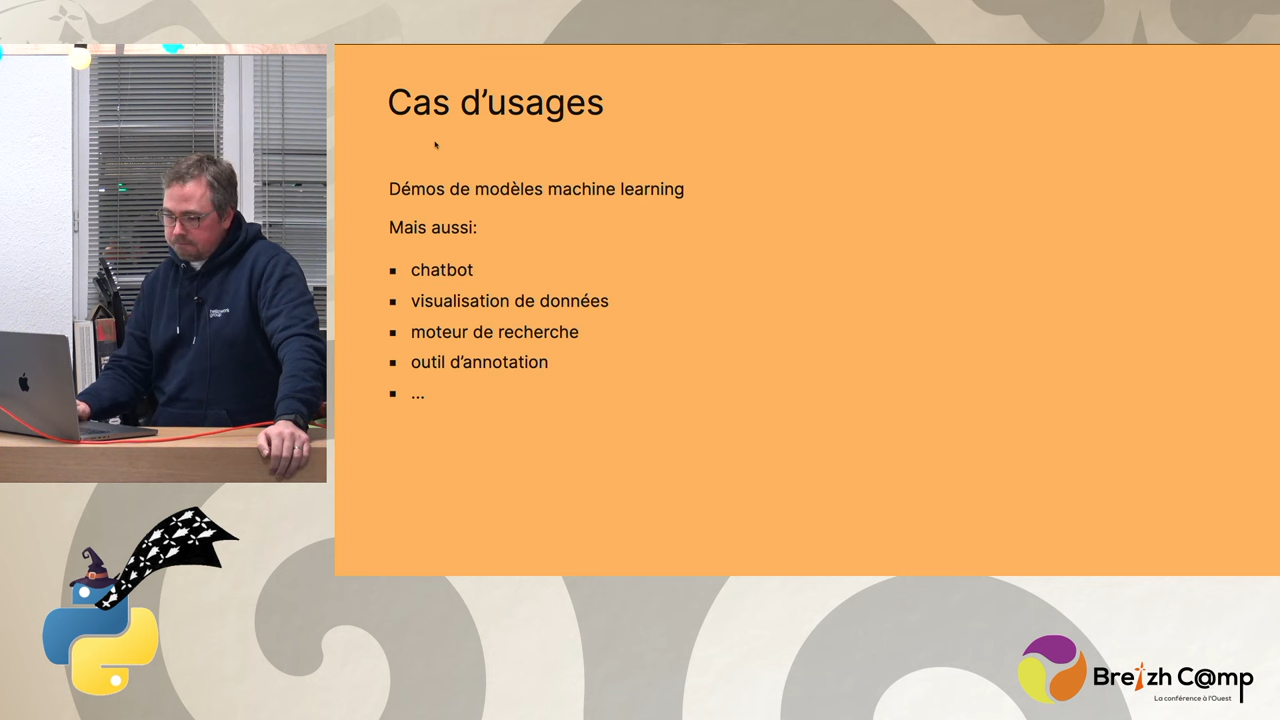 Cas d'usages
Démos de modèles machine learning
Mais aussi:
chatbot
visualisation de données
moteur de recherche
outil d'annotation
...
Breizh C@mp
La conférence à l'Ouest